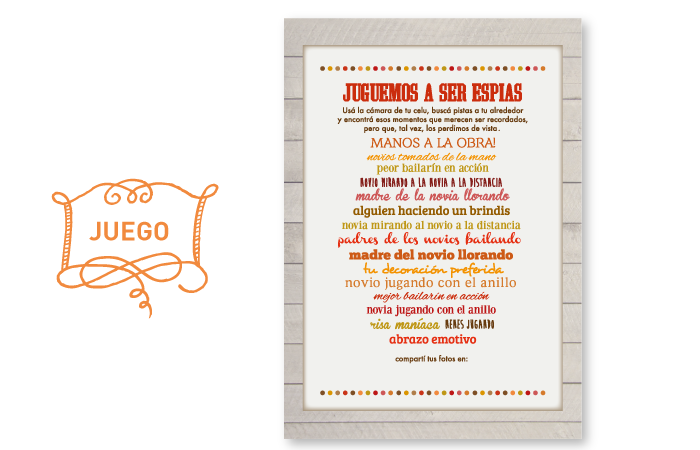 JUEGO
JUGUEMOS A SER ESPIAS
Usá la cámara de tu celu, buscá pistas a tu alrededor
y encontrá esos momentos que merecen ser recordados,
pero que, tal vez, los perdimos de vista.
MANOS A LA OBRA!
novios tomados de la mano
peor bailarín en acción
NOVIO MIRANDO A LA NOVIA A LA DISTANCIA
madre de la novia llorando
alguien haciendo un brindis
novia mirando al novio a la distancia
padres de los novios bailando
madre del novio llorando
tu decoración preferida
novio jugando con el anillo
mejor bailarín en acción
novia jugando con el anillo
risa maníaca NENES JUGANDO
abrazo emotivo
compartí tus fotos en: